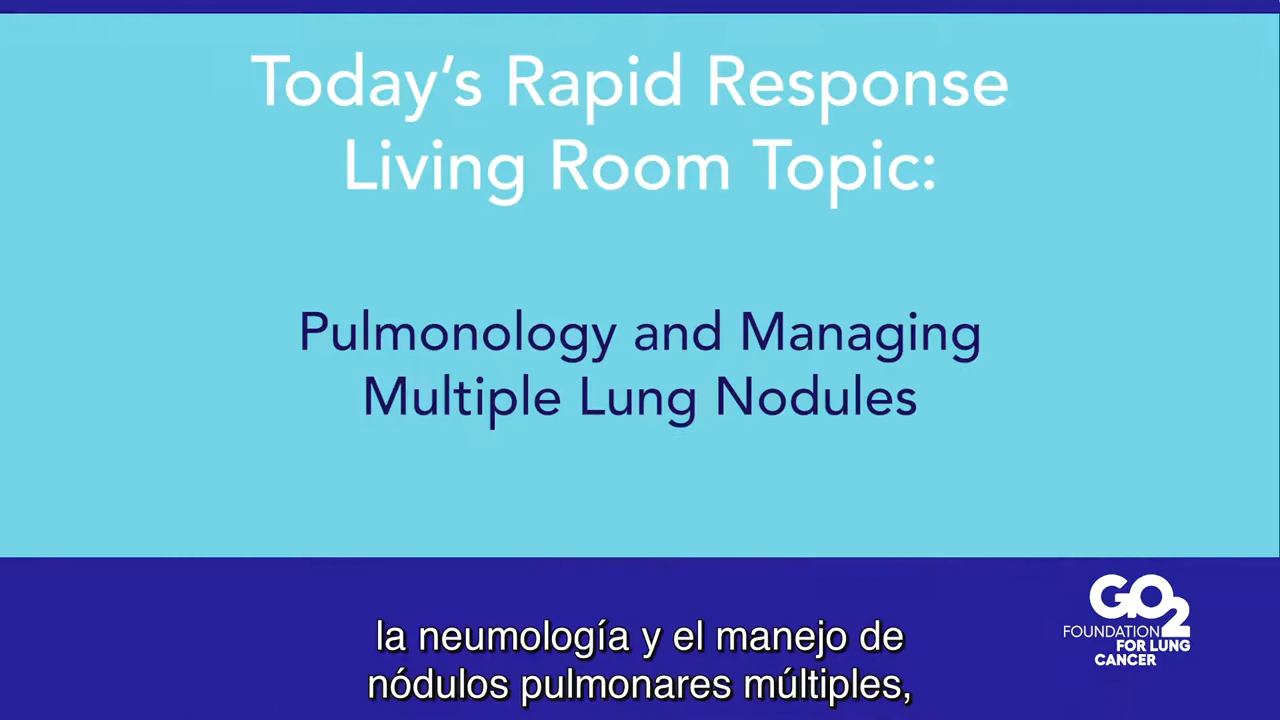 Today's Rapid Response
Living Room Topic:
Pulmonology and Managing
Multiple Lung Nodules
GO2
FOUNDATION
FOR LUNG
CANCER
la neumología y el manejo de
nódulos pulmonares múltiples,